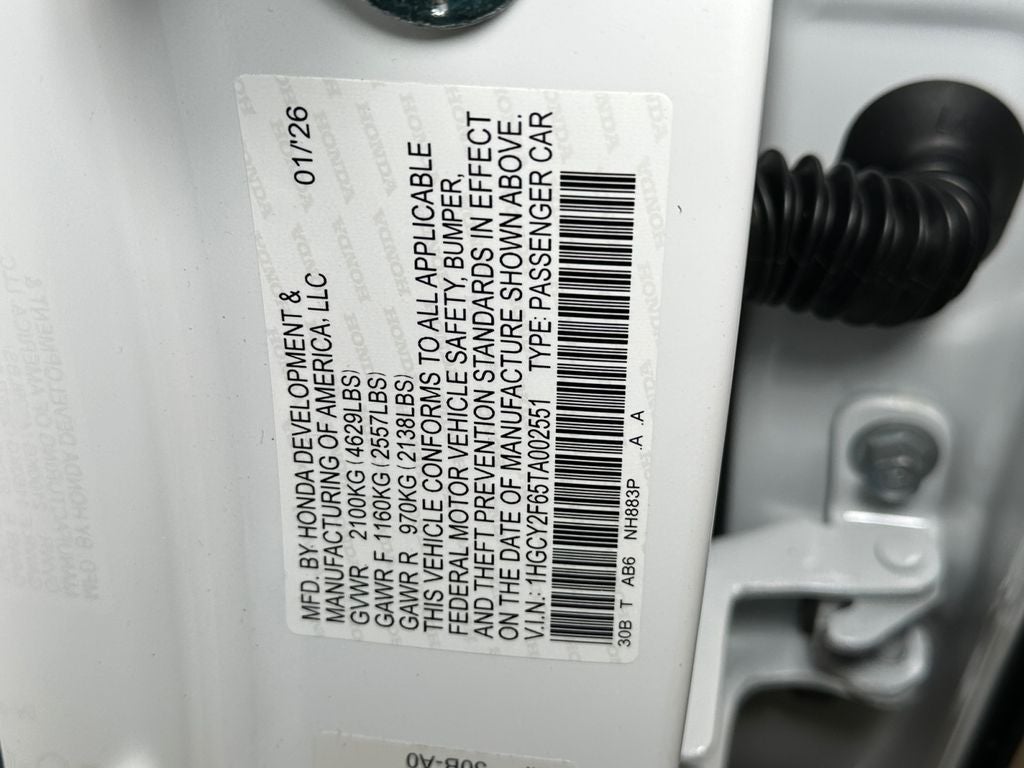 MFD. BY HONDA DEVELOPMENT & 01/'26
MANUFACTURING OF AMERICA, LLC
GVWR 2100KG (4629LBS)
GAWR F 1160KG (2557LBS)
GAWR R 970KG (2138LBS)
THIS VEHICLE CONFORMS TO ALL APPLICABLE
FEDERAL MOTOR VEHICLE SAFETY, BUMPER,
AND THEFT PREVENTION STANDARDS IN EFFECT
ON THE DATE OF MANUFACTURE SHOWN ABOVE.
V.I.N.: 1HGCY2F65TA002551 TYPE: PASSENGER CAR
30B T AB6 NH883P .A .A
30B-A0